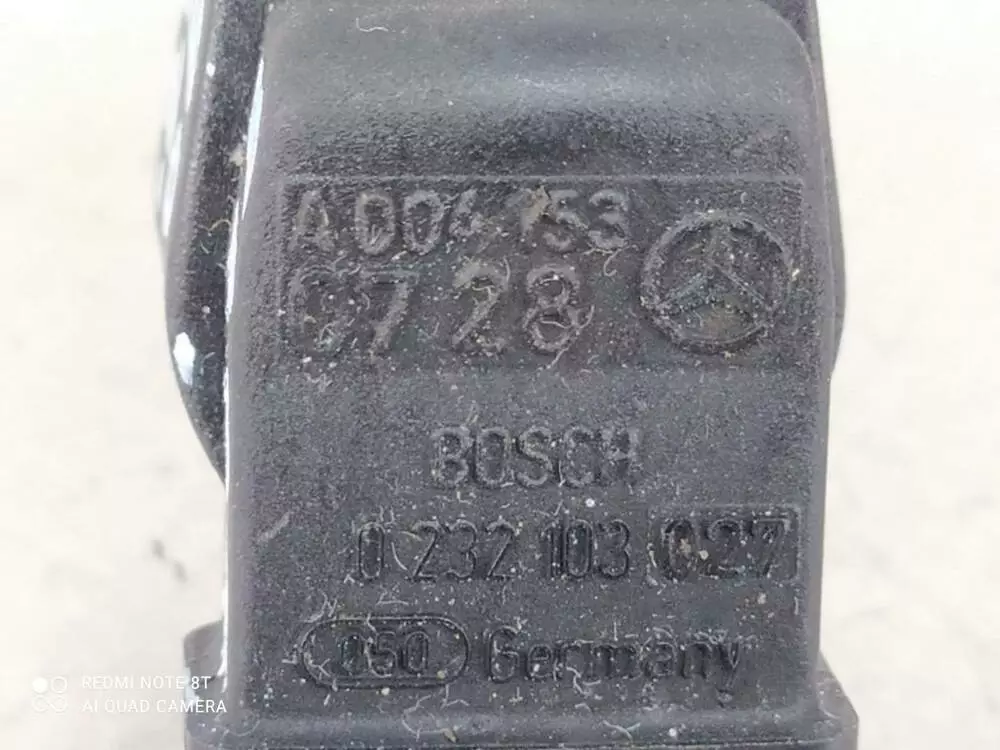 A 004 153
07 28
BOSCH
0 232 103 027
050 Germany
REDMI NOTE 8T
AI QUAD CAMERA